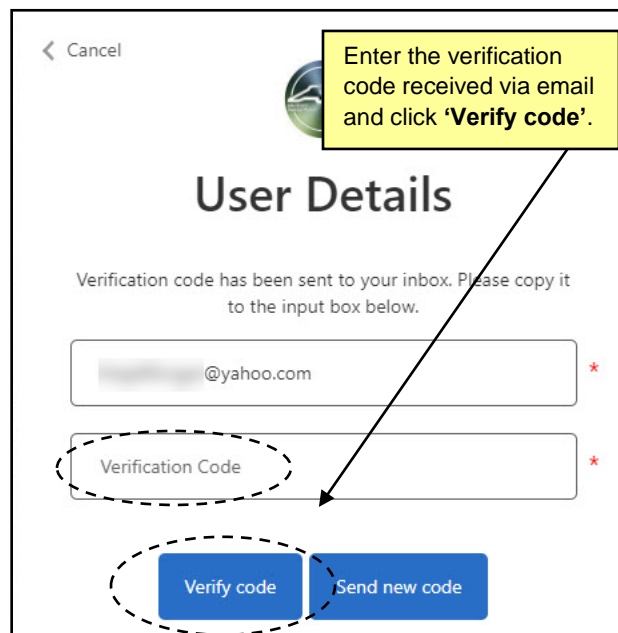 Cancel
Enter the verification
code received via email
and click ‘Verify code’.
User Details
Verification code has been sent to your inbox. Please copy it
to the input box below.
@yahoo.com
*
Verification Code
*
Verify code
Send new code